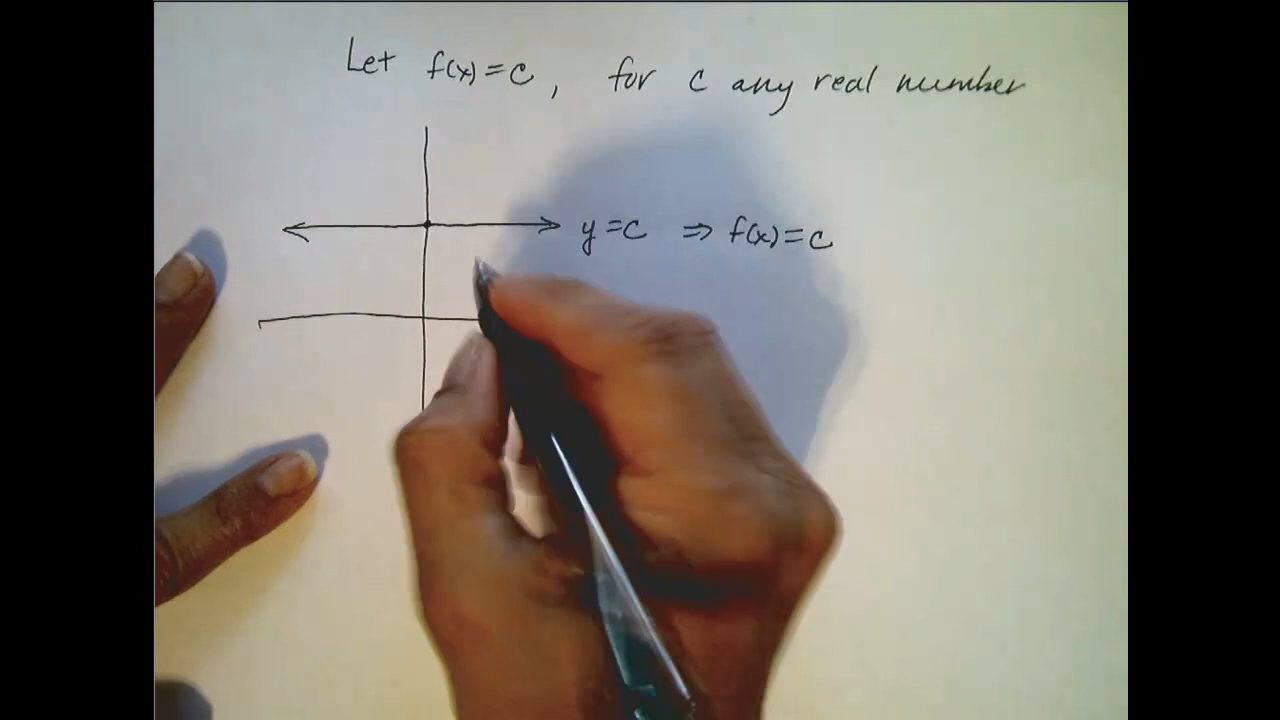 Let f(x)=c, for c any real number
y=c ⇒ f(x)=c